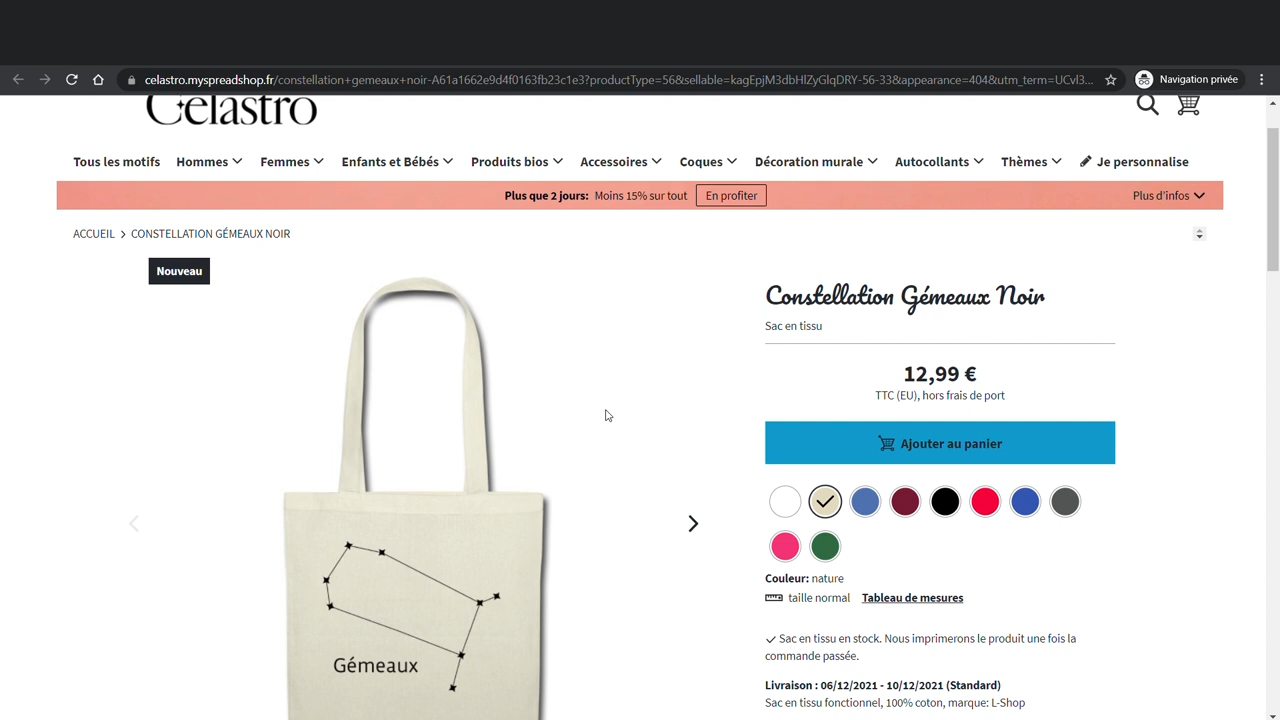 celastro.myspreadshop.fr/constellation+gemeaux+noir-A61a1662e9d4f0163fb23c1e3?productType=56&sellable=kagEpjM3dbHlZyGlqDRY-56-33&appearance=404&utm_term=UCvl3...
Navigation privée
Celastro
Tous les motifs Hommes Femmes Enfants et Bébés Produits bios Accessoires Coques Décoration murale Autocollants Thèmes Je personnalise
Plus que 2 jours: Moins 15% sur tout En profiter Plus d'infos
ACCUEIL > CONSTELLATION GÉMEAUX NOIR
Nouveau
Constellation Gémeaux Noir
Sac en tissu
12,99 €
TTC (EU), hors frais de port
Ajouter au panier
Couleur: nature
taille normal Tableau de mesures
Sac en tissu en stock. Nous imprimerons le produit une fois la
commande passée.
Gémeaux
Livraison : 06/12/2021 - 10/12/2021 (Standard)
Sac en tissu fonctionnel, 100% coton, marque: L-Shop